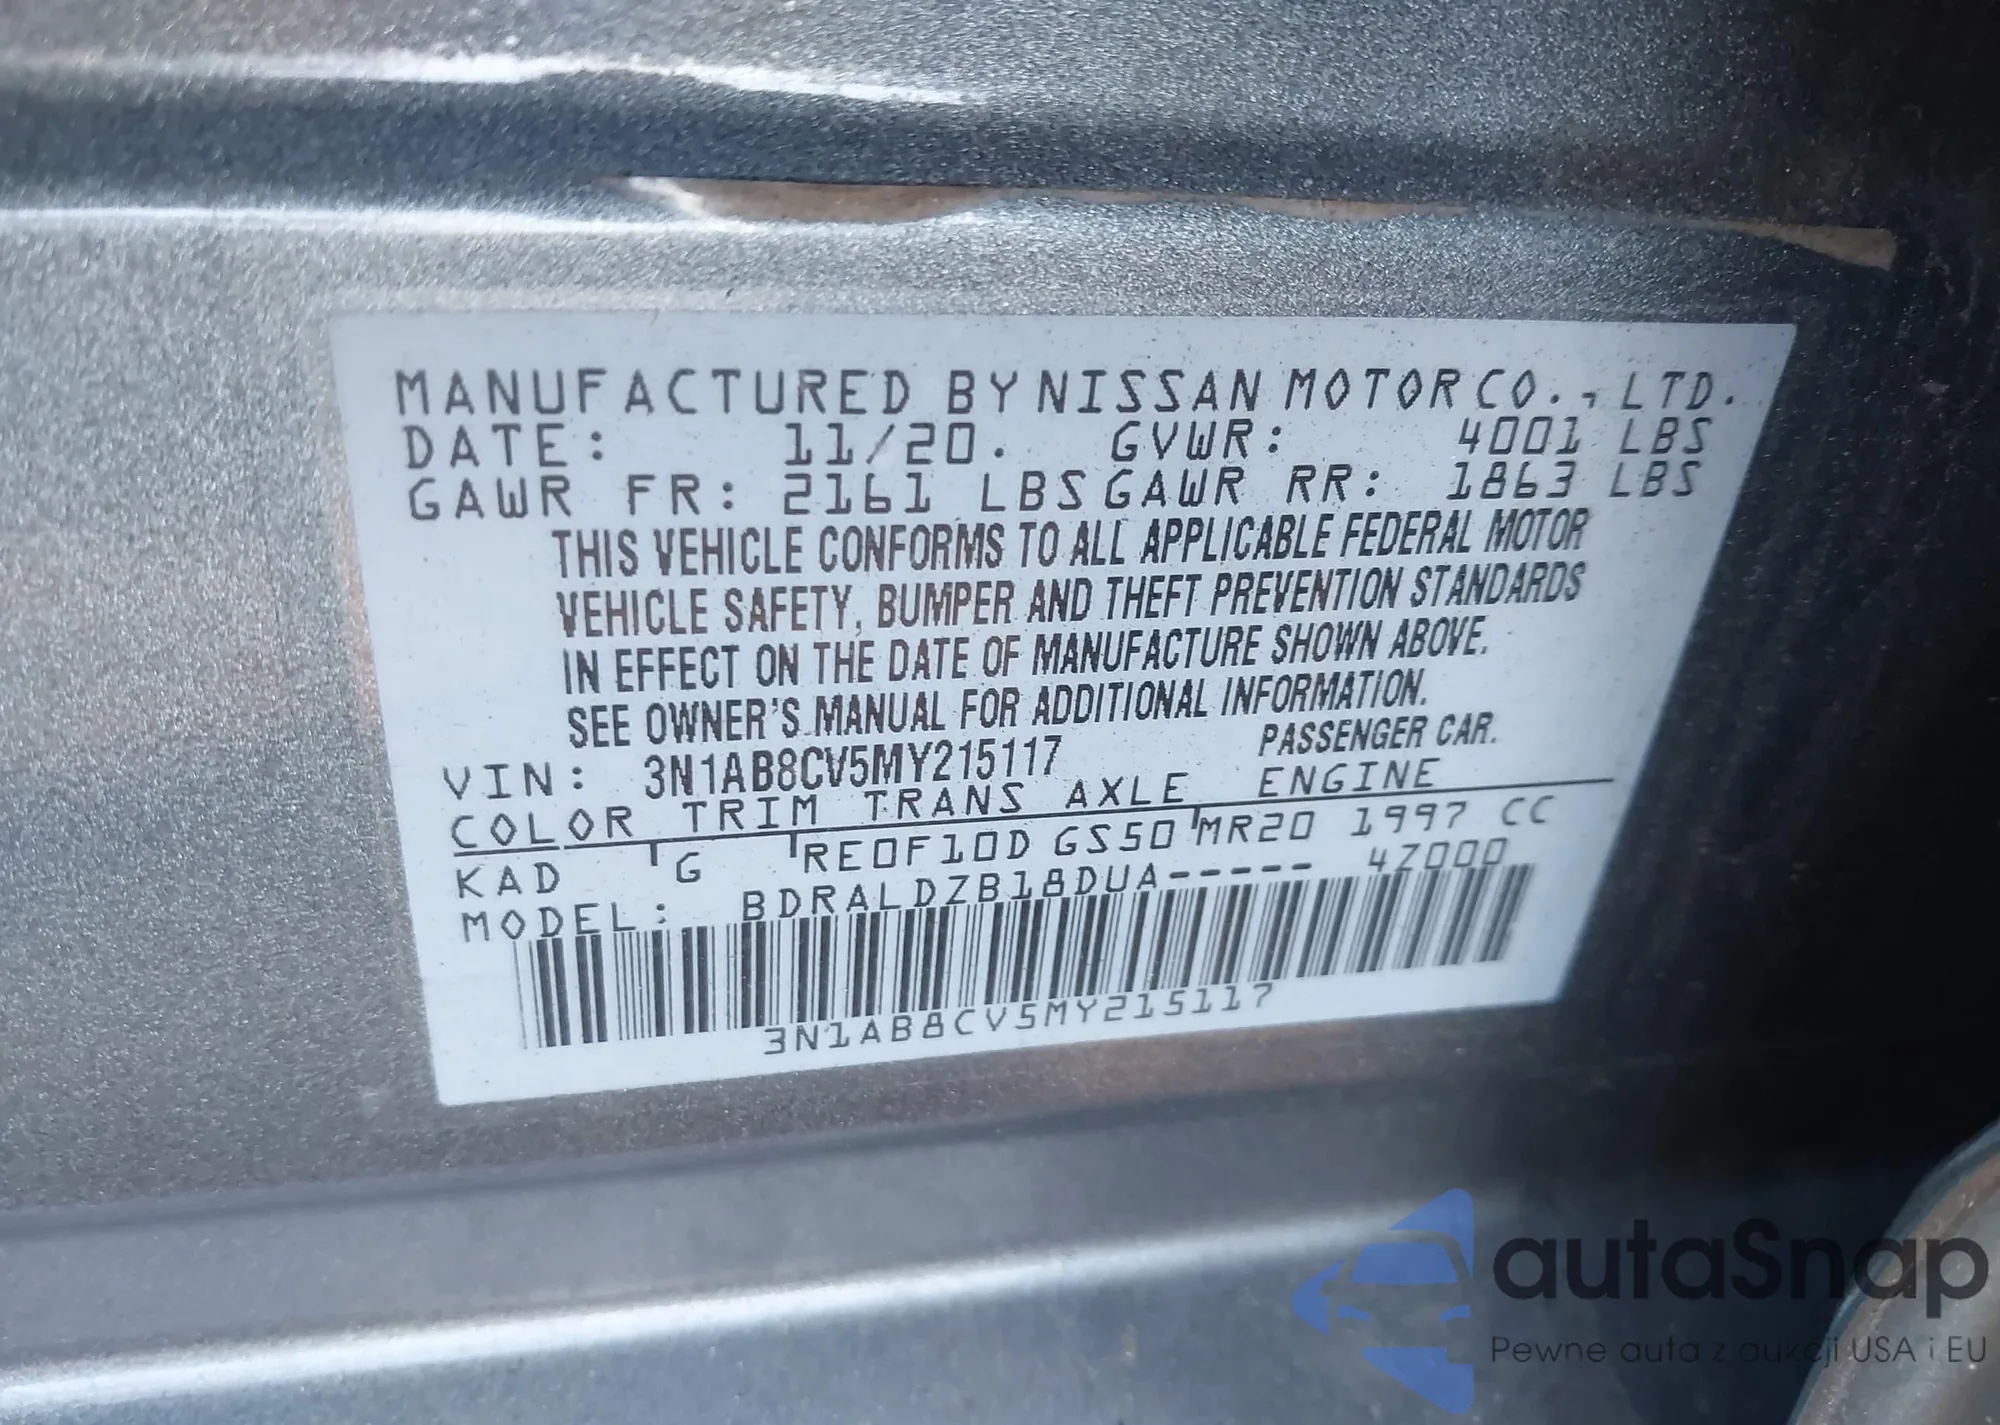 MANUFACTURED BY NISSAN MOTOR CO., LTD.
DATE: 11/20. GVWR: 4001 LBS
GAWR FR: 2161 LBS GAWR RR: 1863 LBS
THIS VEHICLE CONFORMS TO ALL APPLICABLE FEDERAL MOTOR
VEHICLE SAFETY, BUMPER AND THEFT PREVENTION STANDARDS
IN EFFECT ON THE DATE OF MANUFACTURE SHOWN ABOVE.
SEE OWNER'S MANUAL FOR ADDITIONAL INFORMATION.
VIN: 3N1AB8CV5MY215117 PASSENGER CAR.
COLOR TRIM TRANS AXLE ENGINE
KAD G RE0F10D GS50 MR20 1997 CC
MODEL: BDRALDZB18DUA----- 4Z000
3N1AB8CV5MY215117
autaSnap
Pewne auta z aukcji USA i EU